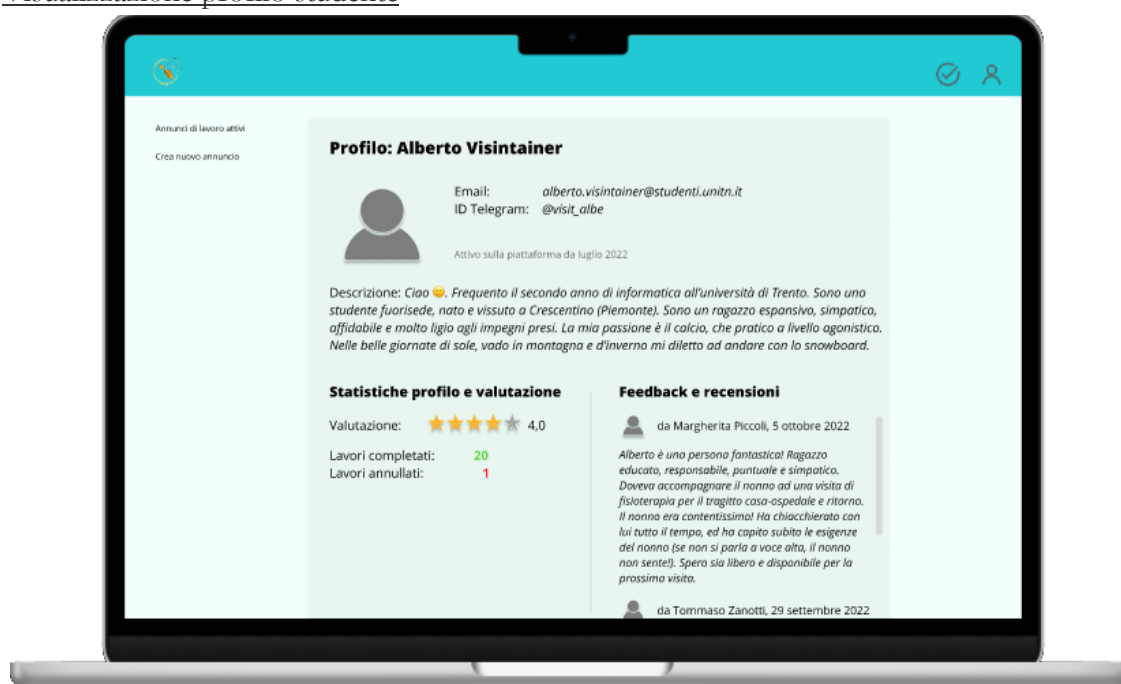 Visualizzazione profilo studente
Annunci di lavoro attivi
Crea nuovo annuncio
Profilo: Alberto Visintainer
Email: alberto.visintainer@studenti.unitn.it
ID Telegram: @visit_albe
Attivo sulla piattaforma da luglio 2022
Descrizione: Ciao 😊. Frequento il secondo anno di informatica all'università di Trento. Sono uno
studente fuorisede, nato e vissuto a Crescentino (Piemonte). Sono un ragazzo espansivo, simpatico,
affidabile e molto ligio agli impegni presi. La mia passione è il calcio, che pratico a livello agonistico.
Nelle belle giornate di sole, vado in montagna e d'inverno mi diletto ad andare con lo snowboard.
Statistiche profilo e valutazione
Valutazione: 4,0
Lavori completati: 20
Lavori annullati: 1
Feedback e recensioni
da Margherita Piccoli, 5 ottobre 2022
Alberto è una persona fantastica! Ragazzo
educato, responsabile, puntuale e simpatico.
Doveva accompagnare il nonno ad una visita di
fisioterapia per il tragitto casa-ospedale e ritorno.
Il nonno era contentissimo! Ha chiacchierato con
lui tutto il tempo, ed ha capito subito le esigenze
del nonno (se non si parla a voce alta, il nonno
non sente!). Spero sia libero e disponibile per la
prossima visita.
da Tommaso Zanotti, 29 settembre 2022